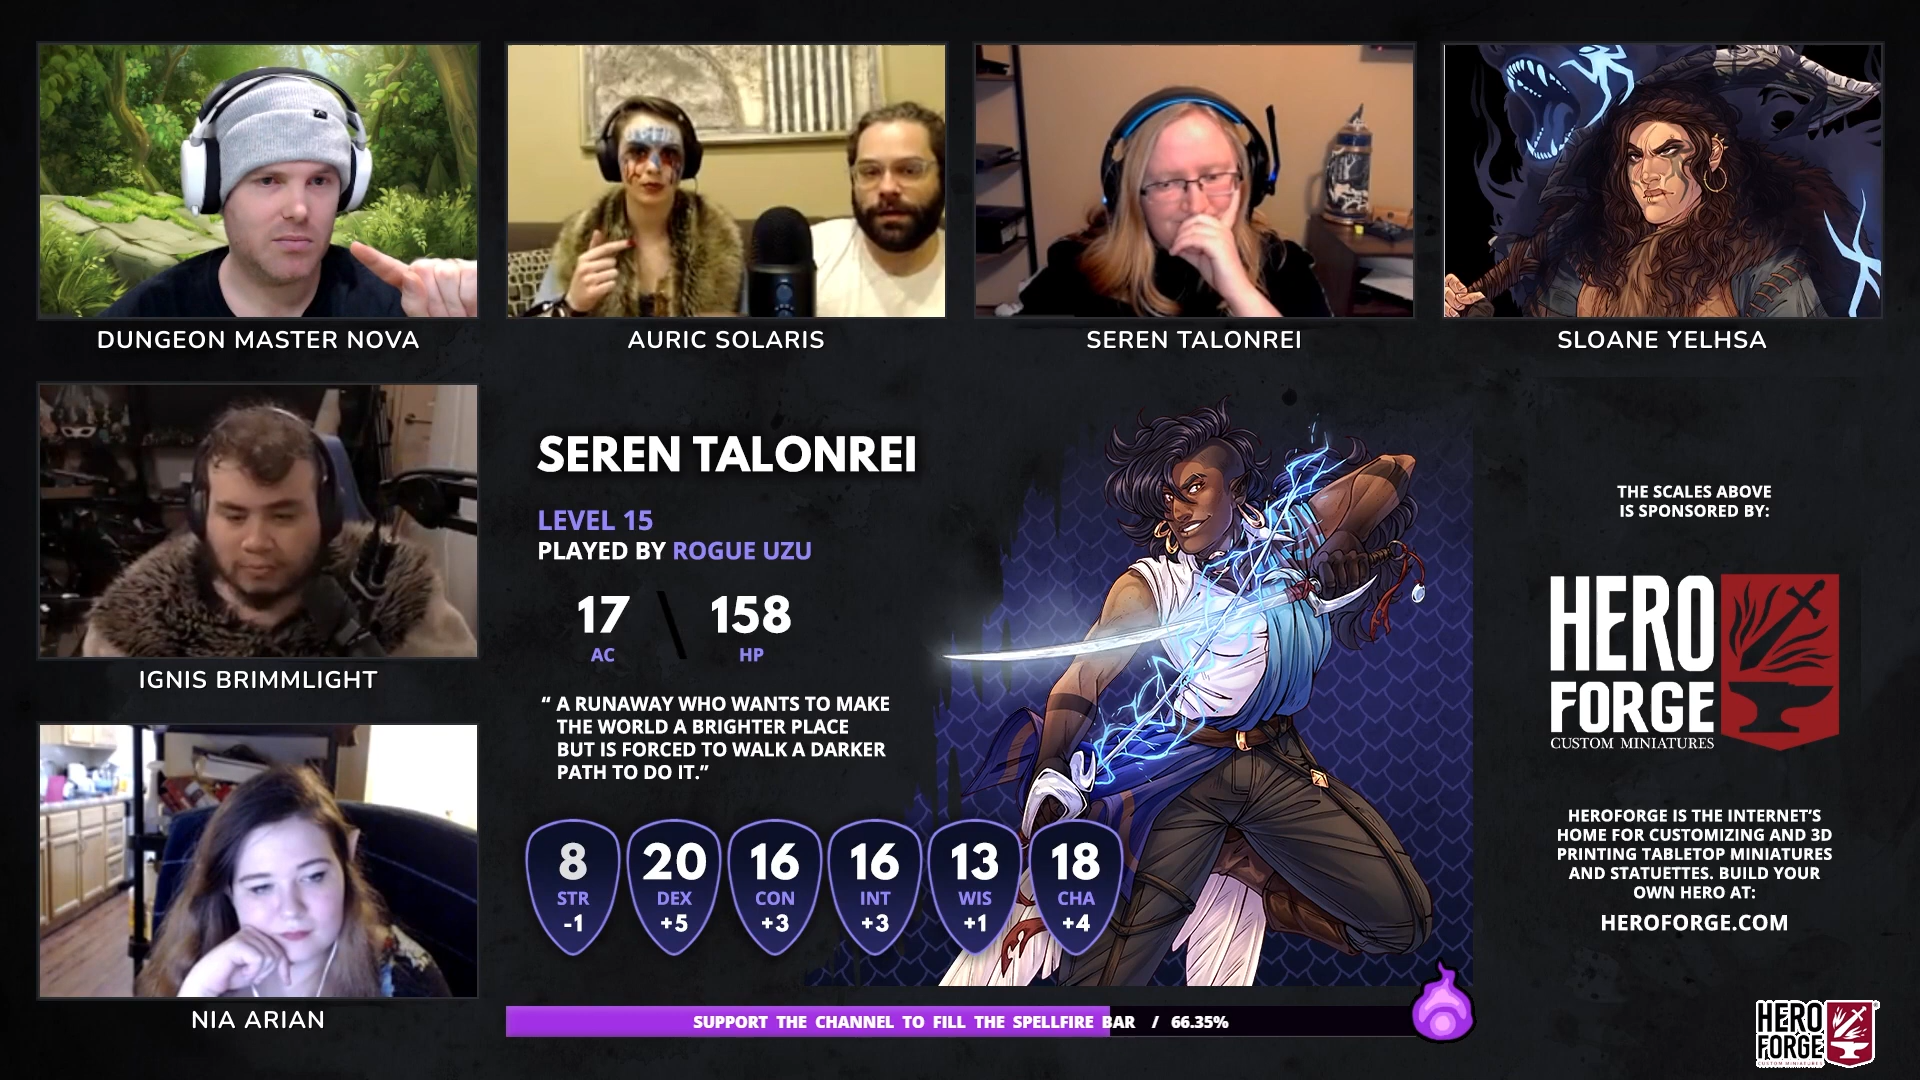 DUNGEON MASTER NOVA
AURIC SOLARIS
SEREN TALONREI
SLOANE YELHSA
IGNIS BRIMMLIGHT
NIA ARIAN
SEREN TALONREI
LEVEL 15
PLAYED BY ROGUE UZU
17
AC
158
HP
“ A RUNAWAY WHO WANTS TO MAKE
THE WORLD A BRIGHTER PLACE
BUT IS FORCED TO WALK A DARKER
PATH TO DO IT.”
8
STR
-1
20
DEX
+5
16
CON
+3
16
INT
+3
13
WIS
+1
18
CHA
+4
SUPPORT THE CHANNEL TO FILL THE SPELLFIRE BAR / 66.35%
THE SCALES ABOVE
IS SPONSORED BY:
HERO
FORGE
CUSTOM MINIATURES
HEROFORGE IS THE INTERNET’S
HOME FOR CUSTOMIZING AND 3D
PRINTING TABLETOP MINIATURES
AND STATUETTES. BUILD YOUR
OWN HERO AT:
HEROFORGE.COM
HERO
FORGE
CUSTOM MINIATURES